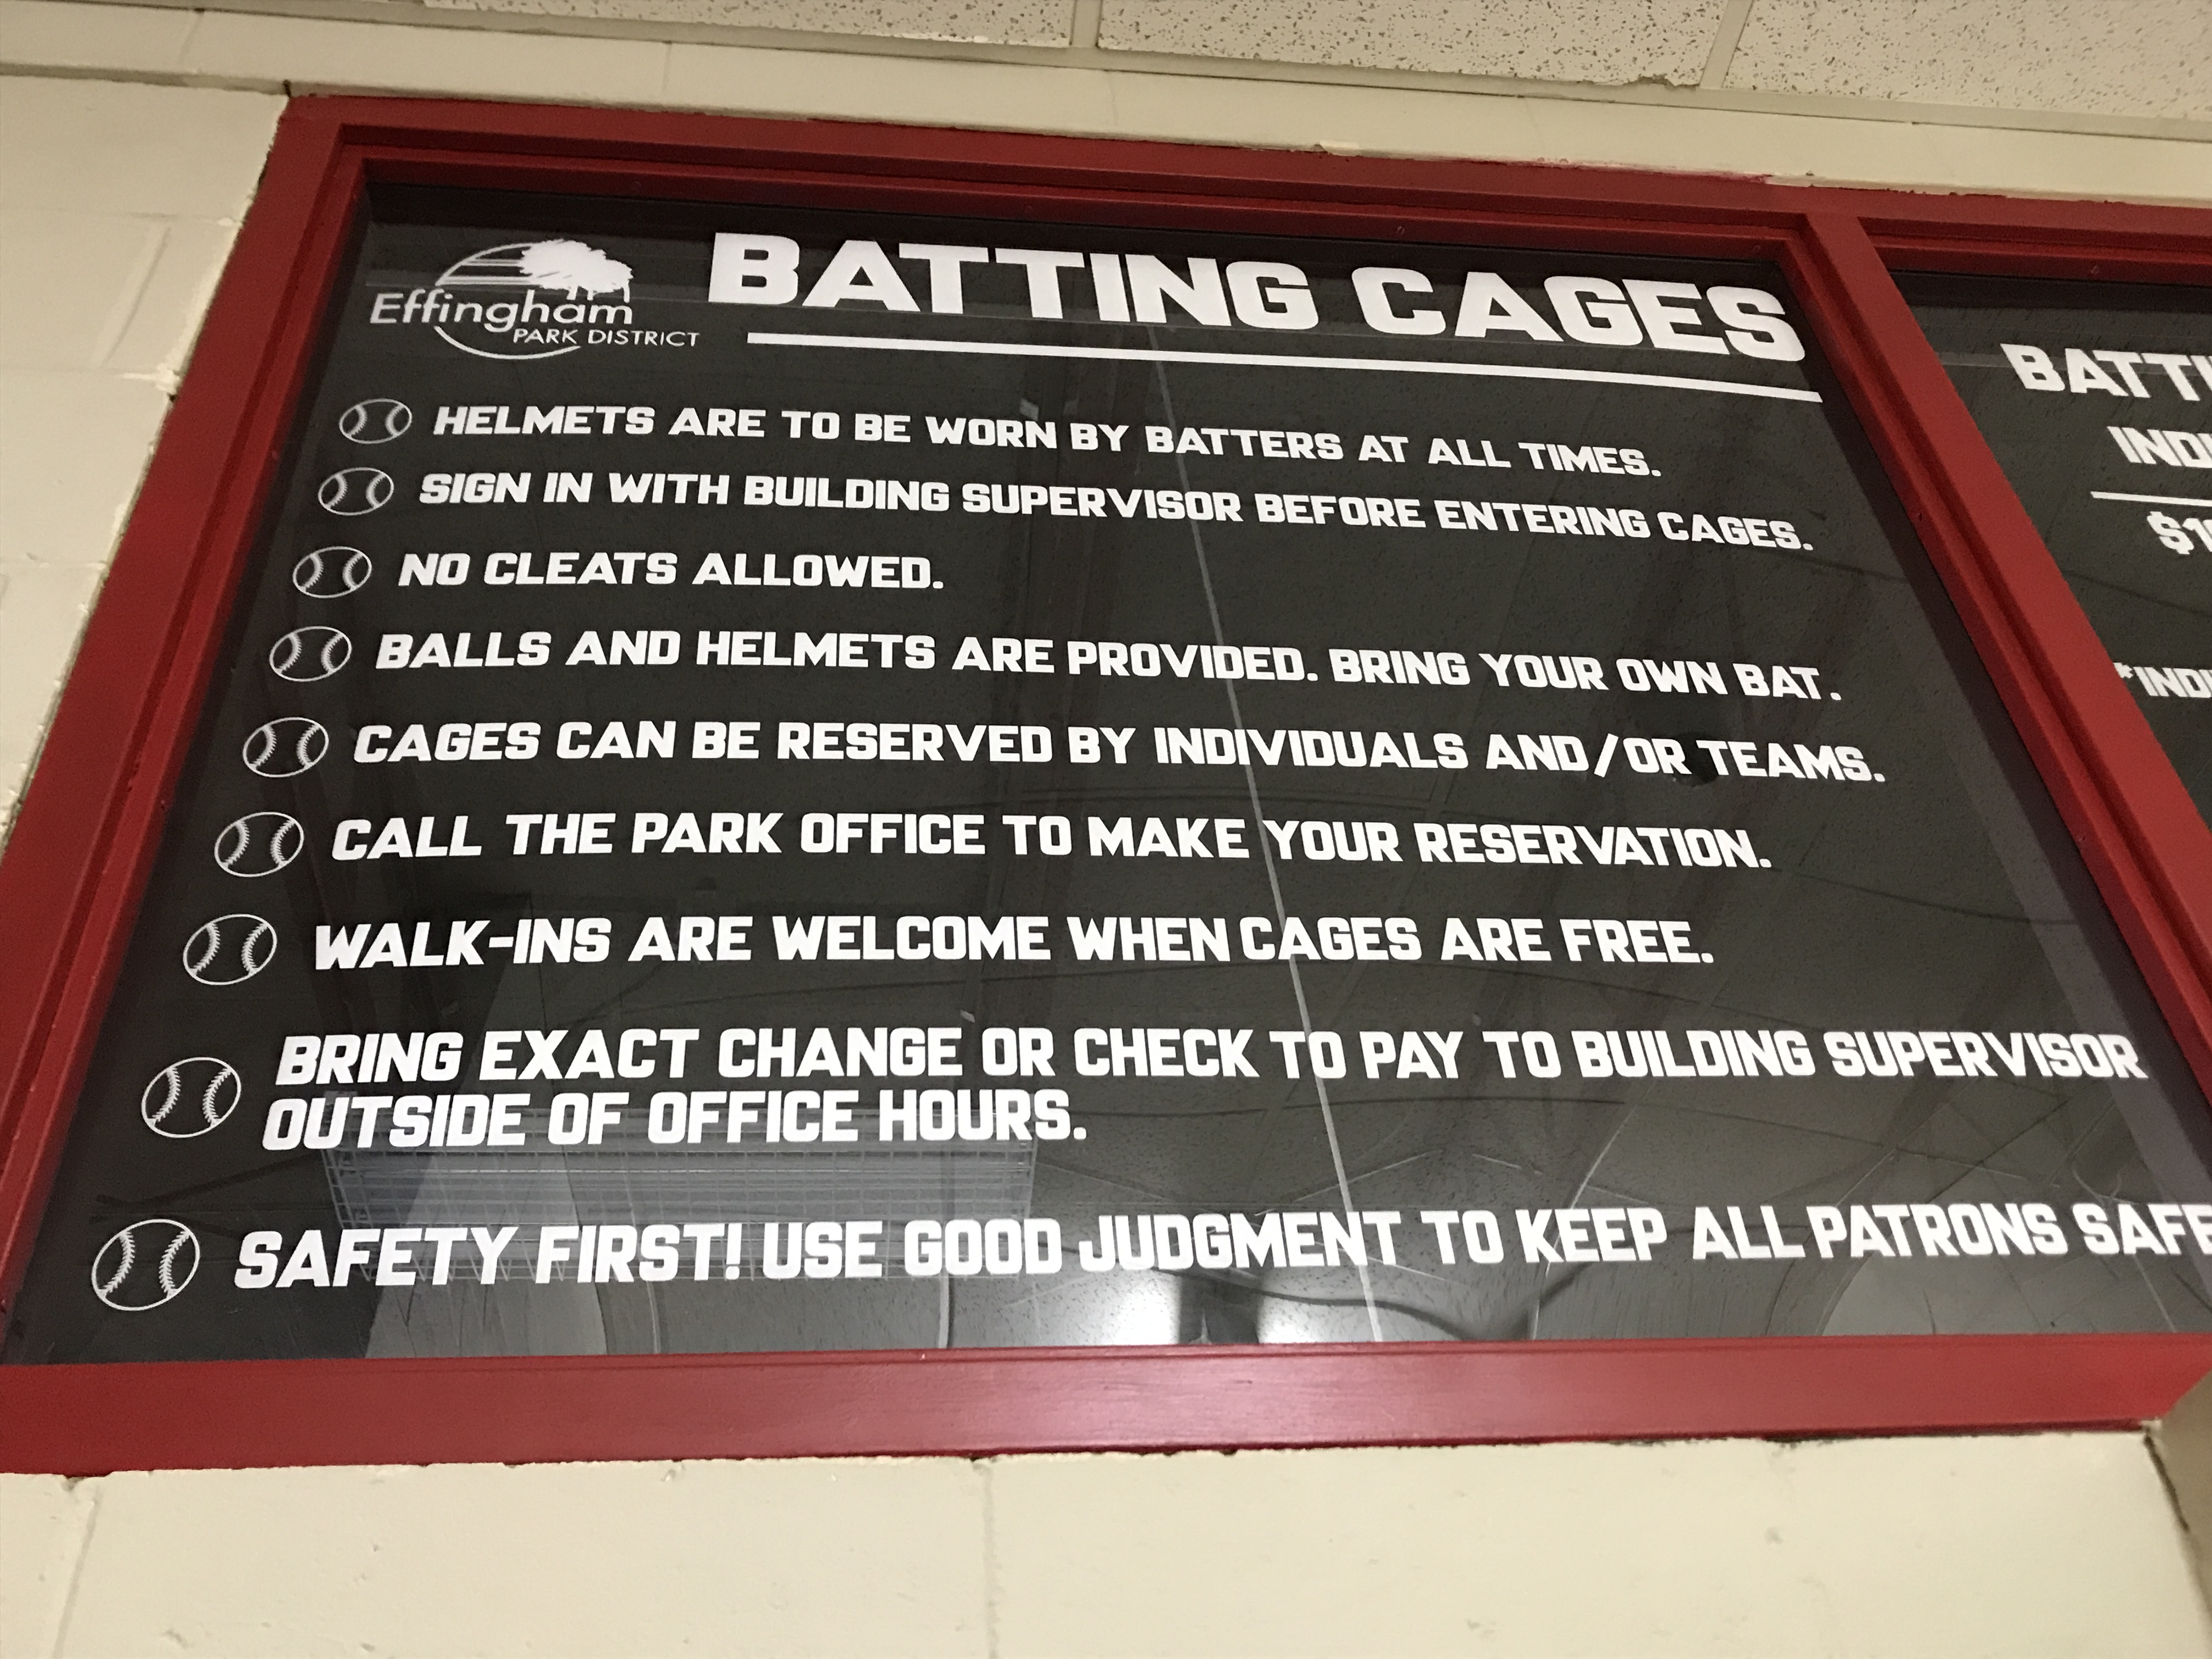 Effingham
PARK DISTRICT
BATTING CAGES
HELMETS ARE TO BE WORN BY BATTERS AT ALL TIMES.
SIGN IN WITH BUILDING SUPERVISOR BEFORE ENTERING CAGES.
NO CLEATS ALLOWED.
BALLS AND HELMETS ARE PROVIDED. BRING YOUR OWN BAT.
CAGES CAN BE RESERVED BY INDIVIDUALS AND/OR TEAMS.
CALL THE PARK OFFICE TO MAKE YOUR RESERVATION.
WALK-INS ARE WELCOME WHEN CAGES ARE FREE.
BRING EXACT CHANGE OR CHECK TO PAY TO BUILDING SUPERVISOR
OUTSIDE OF OFFICE HOURS.
SAFETY FIRST! USE GOOD JUDGMENT TO KEEP ALL PATRONS SAFE